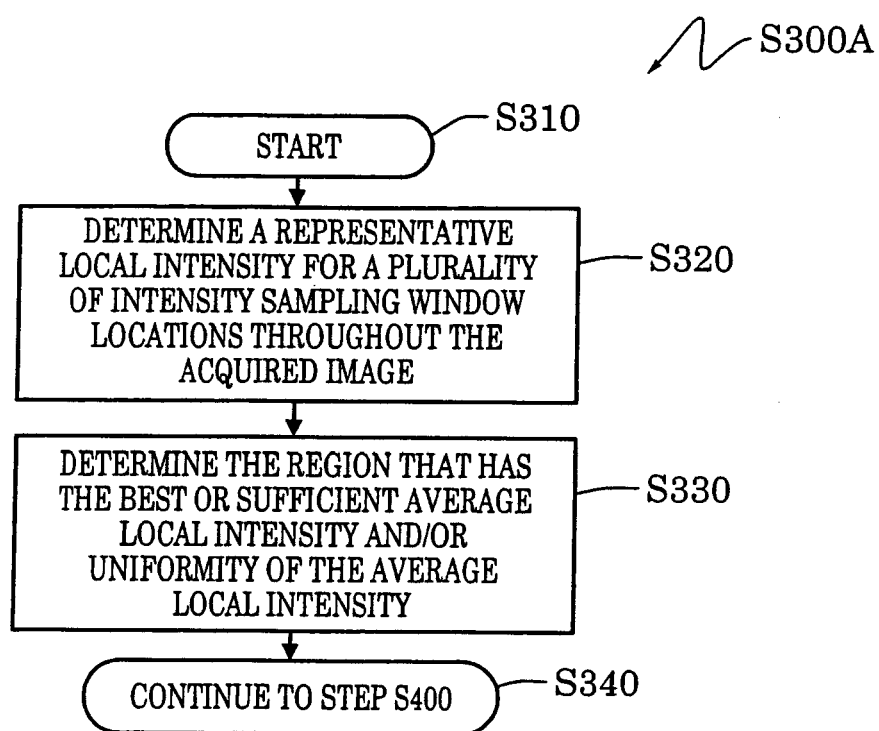 S300A
S310
START
DETERMINE A REPRESENTATIVE
LOCAL INTENSITY FOR A PLURALITY
OF INTENSITY SAMPLING WINDOW
LOCATIONS THROUGHOUT THE
ACQUIRED IMAGE
S320
DETERMINE THE REGION THAT HAS
THE BEST OR SUFFICIENT AVERAGE
LOCAL INTENSITY AND/OR
UNIFORMITY OF THE AVERAGE
LOCAL INTENSITY
S330
CONTINUE TO STEP S400
S340